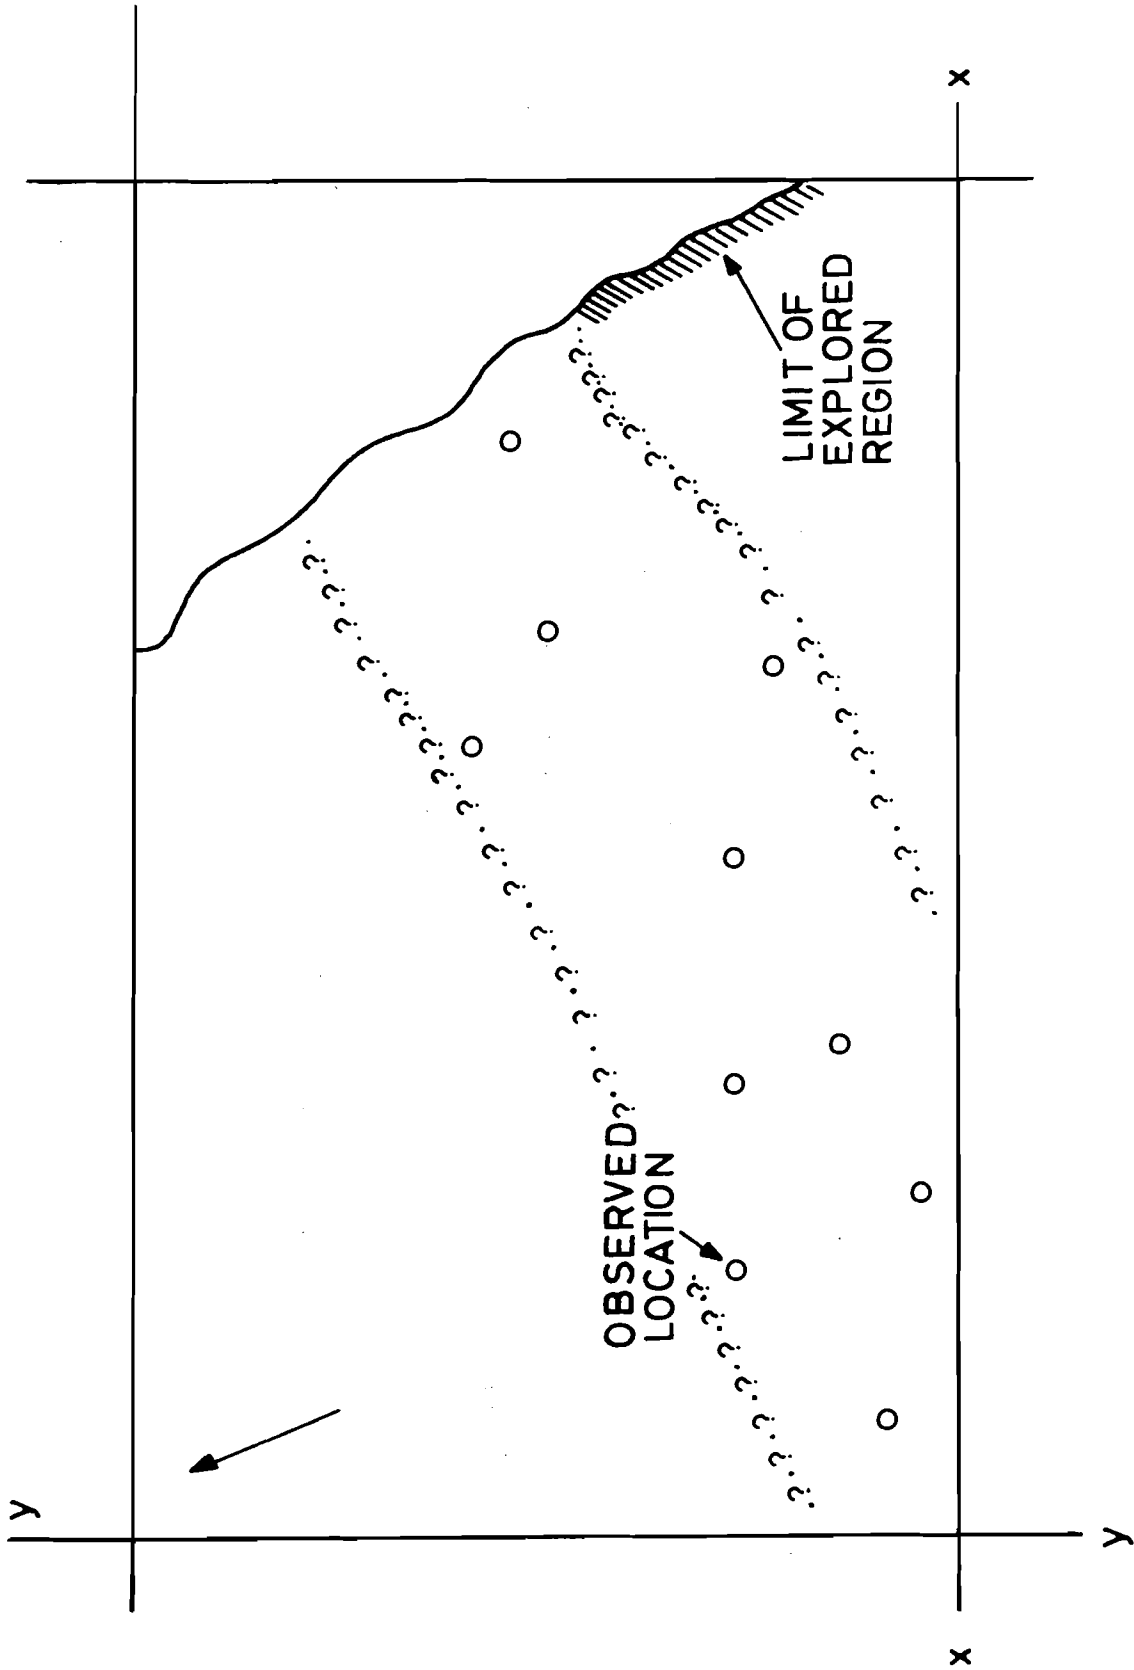 y
OBSERVED
LOCATION
LIMIT OF
EXPLORED
REGION
x
x
y